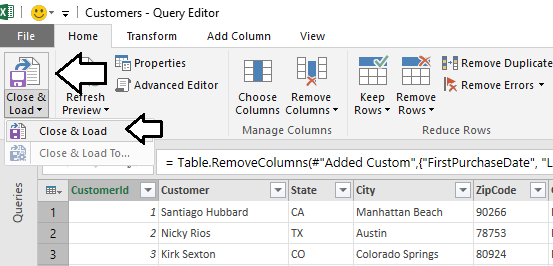 Customers - Query Editor
File Home Transform Add Column View
Close & Load
Refresh Preview
Properties
Advanced Editor
Choose Columns
Remove Columns
Keep Rows
Remove Rows
Remove Duplicate
Remove Errors
Manage Columns
Reduce Rows
Close & Load
Close & Load To...
= Table.RemoveColumns(#"Added Custom",{"FirstPurchaseDate", "L
Queries
CustomerId Customer State City ZipCode
1 1 Santiago Hubbard CA Manhattan Beach 90266
2 2 Nicky Rios TX Austin 78753
3 3 Kirk Sexton CO Colorado Springs 80924